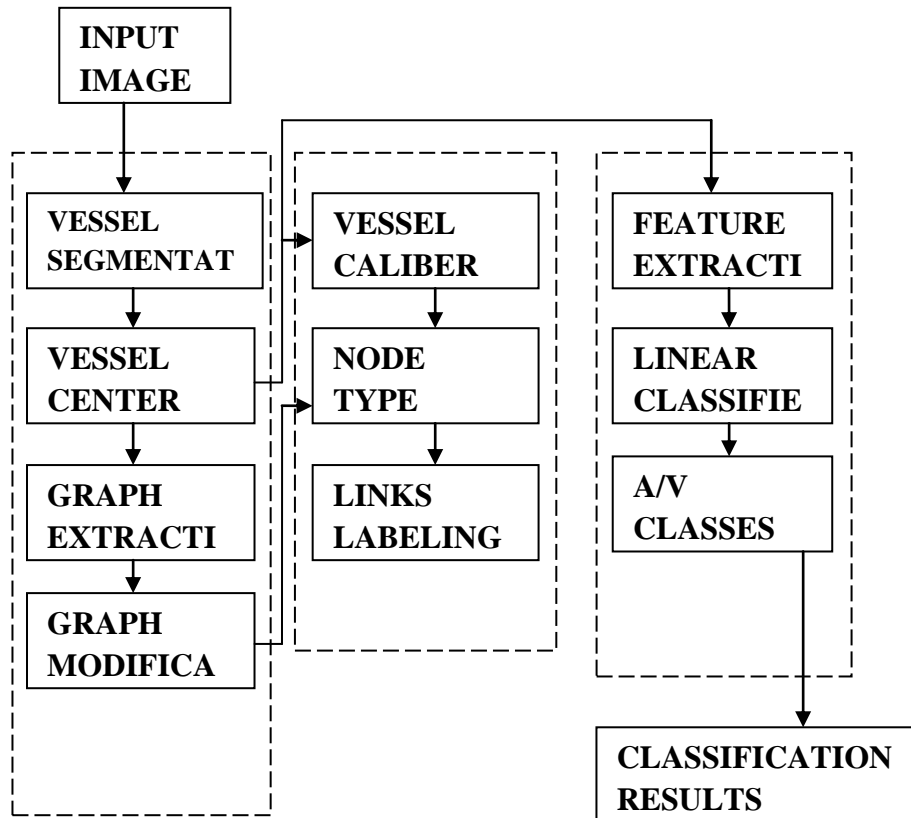 INPUT
IMAGE
VESSEL
SEGMENTAT
VESSEL
CENTER
GRAPH
EXTRACTI
GRAPH
MODIFICA
VESSEL
CALIBER
NODE
TYPE
LINKS
LABELING
FEATURE
EXTRACTI
LINEAR
CLASSIFIE
A/V
CLASSES
CLASSIFICATION
RESULTS